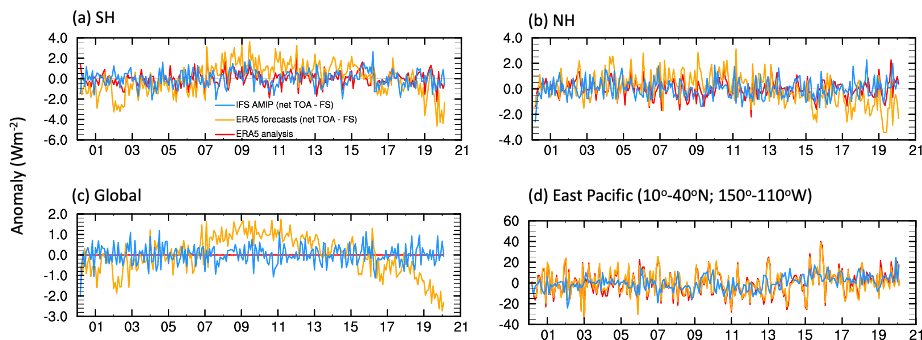 (a) SH
4.0
2.0
0.0
-2.0
-4.0
-6.0
IFS AMIP (net TOA - FS)
ERA5 forecasts (net TOA - FS)
ERA5 analysis
01 03 05 07 09 11 13 15 17 19 21
(b) NH
4.0
2.0
0.0
-2.0
-4.0
01 03 05 07 09 11 13 15 17 19 21
Anomaly (Wm-2)
(c) Global
2.0
1.0
0.0
-1.0
-2.0
-3.0
01 03 05 07 09 11 13 15 17 19 21
(d) East Pacific (10º-40ºN; 150º-110ºW)
60
40
20
0
-20
-40
01 03 05 07 09 11 13 15 17 19 21